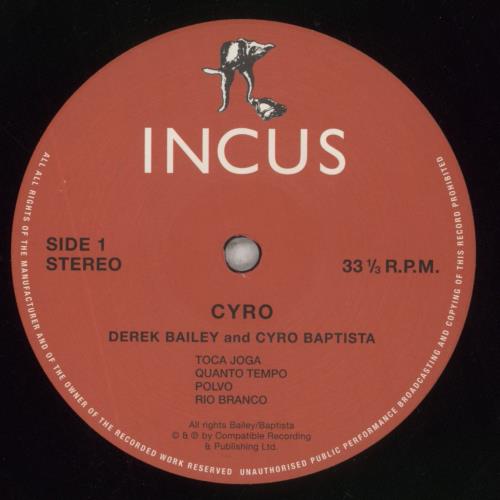 INCUS
SIDE 1
STEREO
33 ⅓ R.P.M.
CYRO
DEREK BAILEY and CYRO BAPTISTA
TOCA JOGA
QUANTO TEMPO
POLVO
RIO BRANCO
All rights Bailey/Baptista
© & ℗ by Compatible Recording
& Publishing Ltd.
ALL ALL RIGHTS OF THE MANUFACTURER AND OF THE OWNER OF THE RECORDED WORK RESERVED UNAUTHORISED PUBLIC PERFORMANCE BROADCASTING AND COPYING OF THIS RECORD PROHIBITED